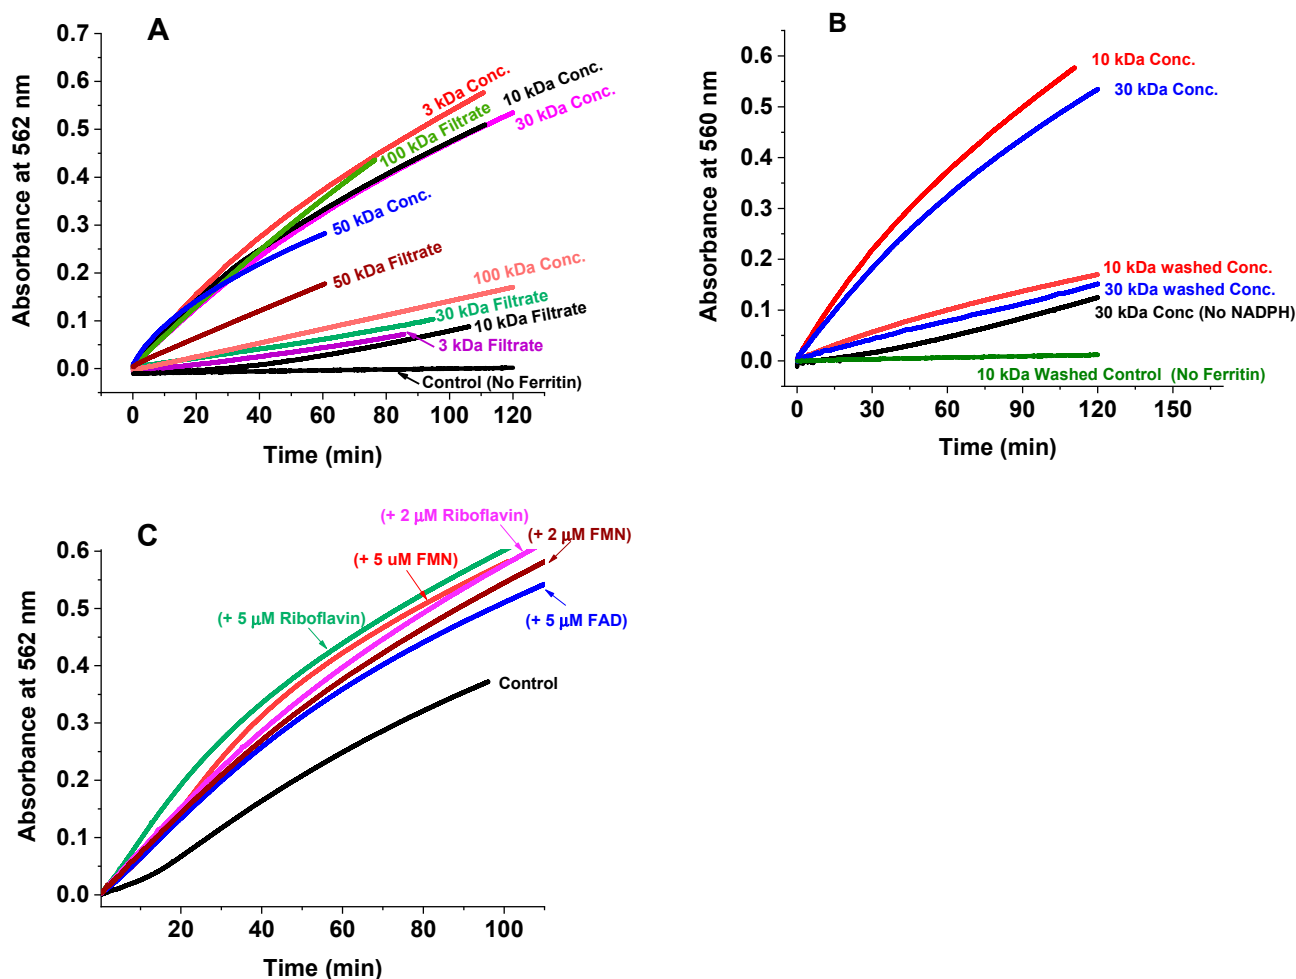 A
Absorbance at 562 nm
0.7
0.6
0.5
0.4
0.3
0.2
0.1
0.0
3 kDa Conc.
100 kDa Filtrate
10 kDa Conc.
30 kDa Conc.
50 kDa Conc.
50 kDa Filtrate
100 kDa Conc.
30 kDa Filtrate
10 kDa Filtrate
3 kDa Filtrate
Control (No Ferritin)
0 20 40 60 80 100 120
Time (min)
B
Absorbance at 560 nm
0.6
0.5
0.4
0.3
0.2
0.1
0.0
10 kDa Conc.
30 kDa Conc.
10 kDa washed Conc.
30 kDa washed Conc.
30 kDa Conc (No NADPH)
10 kDa Washed Control (No Ferritin)
0 30 60 90 120 150
Time (min)
C
Absorbance at 562 nm
0.6
0.5
0.4
0.3
0.2
0.1
0.0
(+ 2 μM Riboflavin)
(+ 2 μM FMN)
(+ 5 uM FMN)
(+ 5 μM Riboflavin)
(+ 5 μM FAD)
Control
20 40 60 80 100
Time (min)